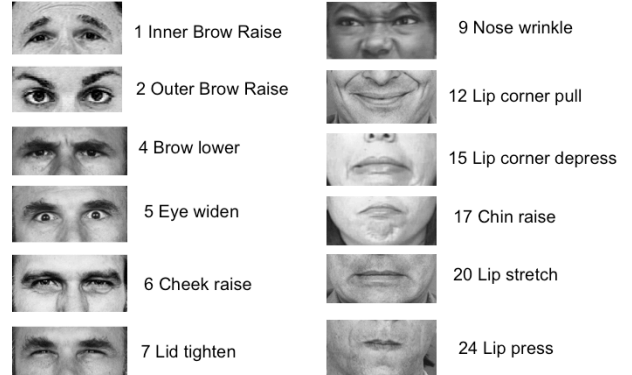 1 Inner Brow Raise
2 Outer Brow Raise
4 Brow lower
5 Eye widen
6 Cheek raise
7 Lid tighten
9 Nose wrinkle
12 Lip corner pull
15 Lip corner depress
17 Chin raise
20 Lip stretch
24 Lip press